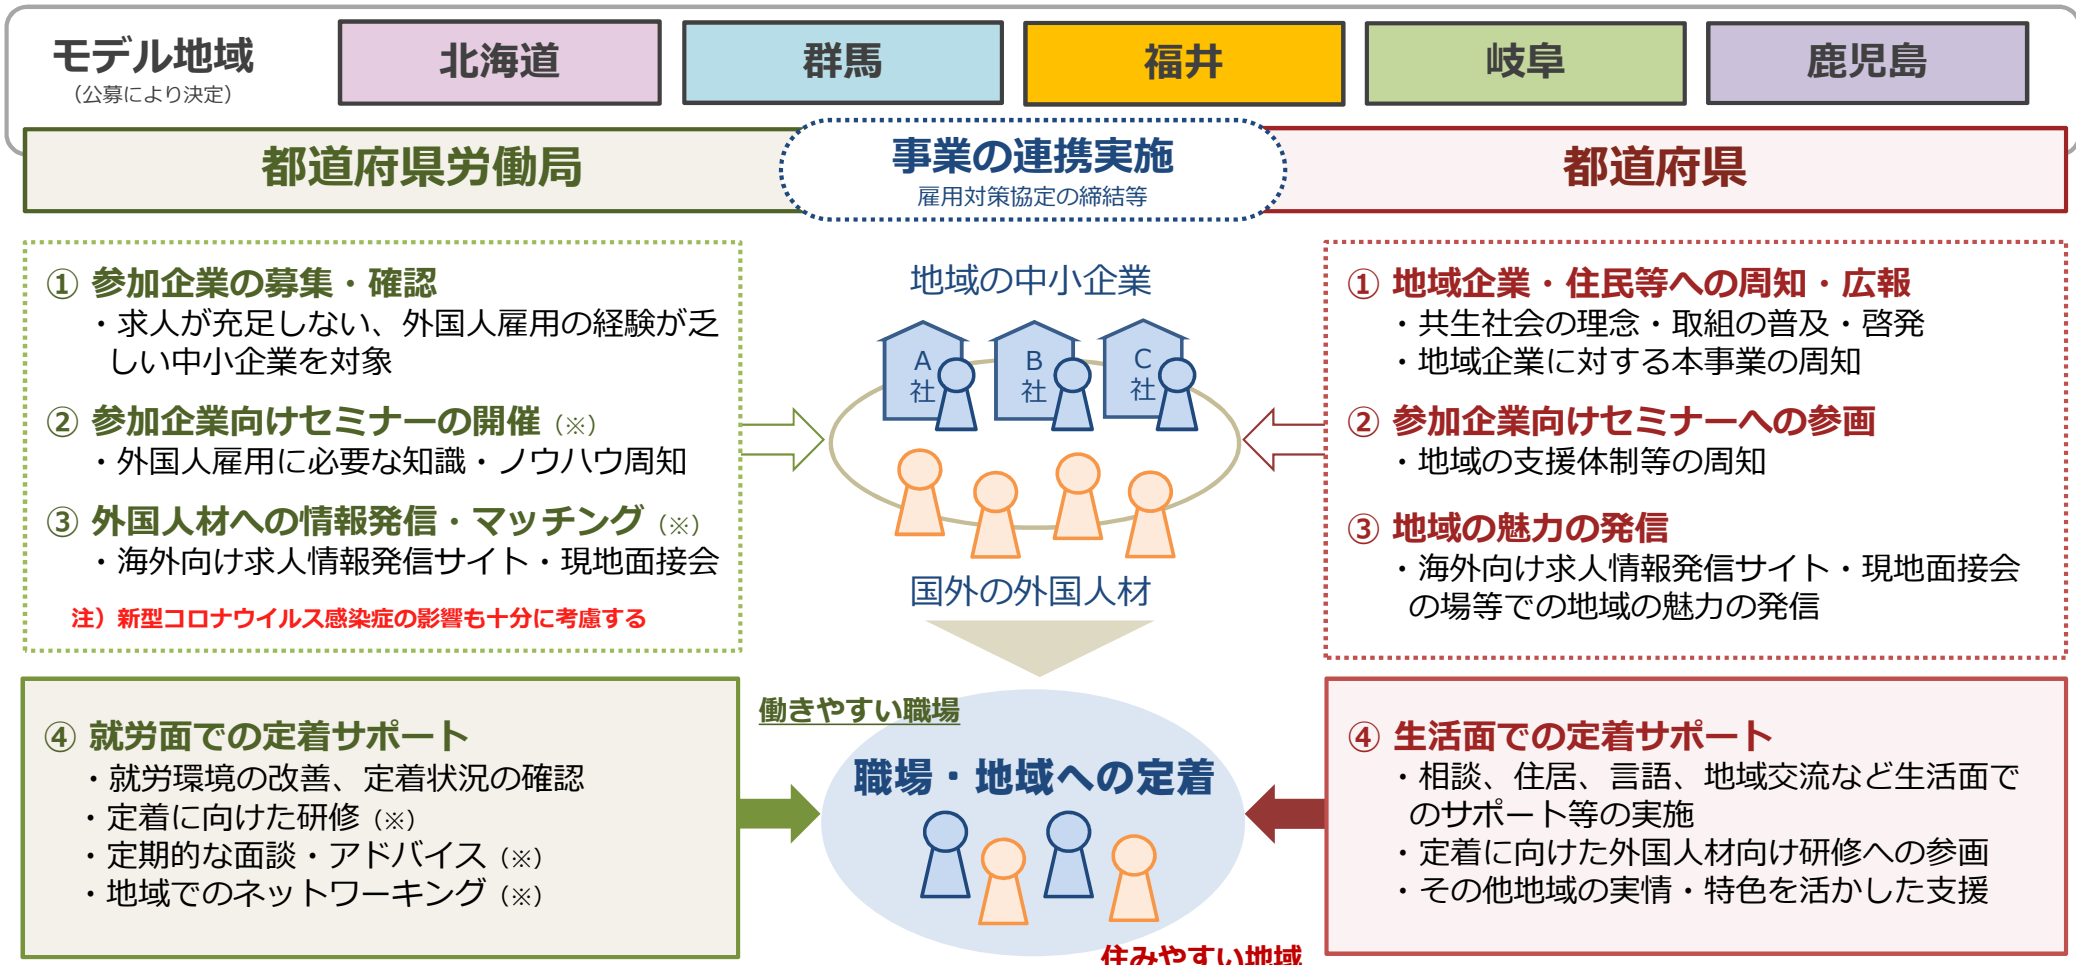 モデル地域
（公募により決定）
北海道
群馬
福井
岐阜
鹿児島
都道府県労働局
事業の連携実施
雇用対策協定の締結等
都道府県
① 参加企業の募集・確認
・求人が充足しない、外国人雇用の経験が乏
しい中小企業を対象
② 参加企業向けセミナーの開催（※）
・外国人雇用に必要な知識・ノウハウ周知
③ 外国人材への情報発信・マッチング（※）
・海外向け求人情報発信サイト・現地面接会
注）新型コロナウイルス感染症の影響も十分に考慮する
地域の中小企業
A
社
B
社
C
社
国外の外国人材
① 地域企業・住民等への周知・広報
・共生社会の理念・取組の普及・啓発
・地域企業に対する本事業の周知
② 参加企業向けセミナーへの参画
・地域の支援体制等の周知
③ 地域の魅力の発信
・海外向け求人情報発信サイト・現地面接会
の場等での地域の魅力の発信
④ 就労面での定着サポート
・就労環境の改善、定着状況の確認
・定着に向けた研修（※）
・定期的な面談・アドバイス（※）
・地域でのネットワーキング（※）
働きやすい職場
職場・地域への定着
住みやすい地域
④ 生活面での定着サポート
・相談、住居、言語、地域交流など生活面で
のサポート等の実施
・定着に向けた外国人材向け研修への参画
・その他地域の実情・特色を活かした支援